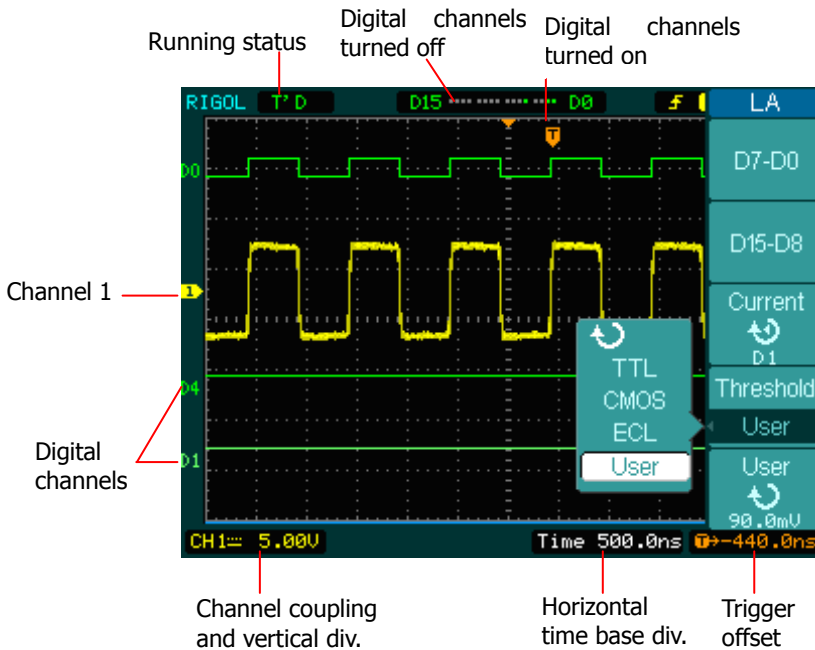 Digital channels
turned off
Digital channels
turned on
Running status
RIGOL T'D D15 D0 LA
T
D0
D7-D0
D15-D8
Channel 1
1
Current
D1
TTL
CMOS
ECL
User
D4
Threshold
User
Digital
channels
D1
User
90.0mV
CH1 5.00V Time 500.0ns T→-440.0ns
Channel coupling
and vertical div.
Horizontal
time base div.
Trigger
offset